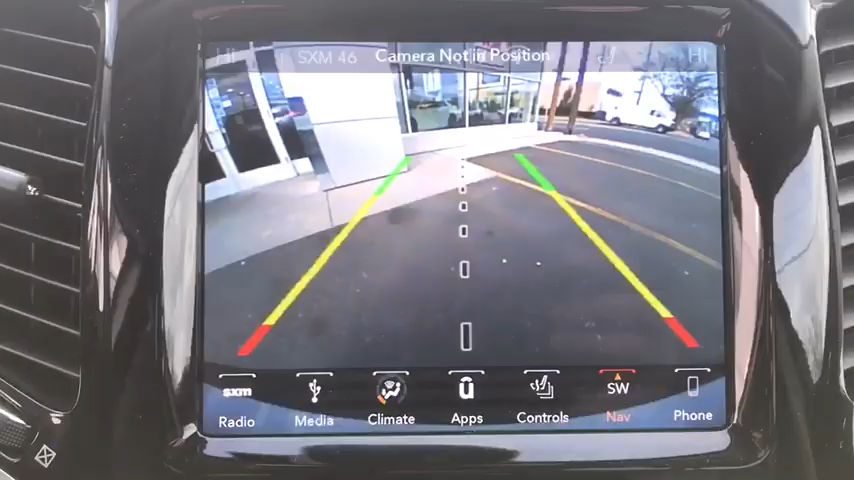 Hi SXM 46 Camera Not in Position Hi
sxm SW
Radio Media Climate Apps Controls Nav Phone